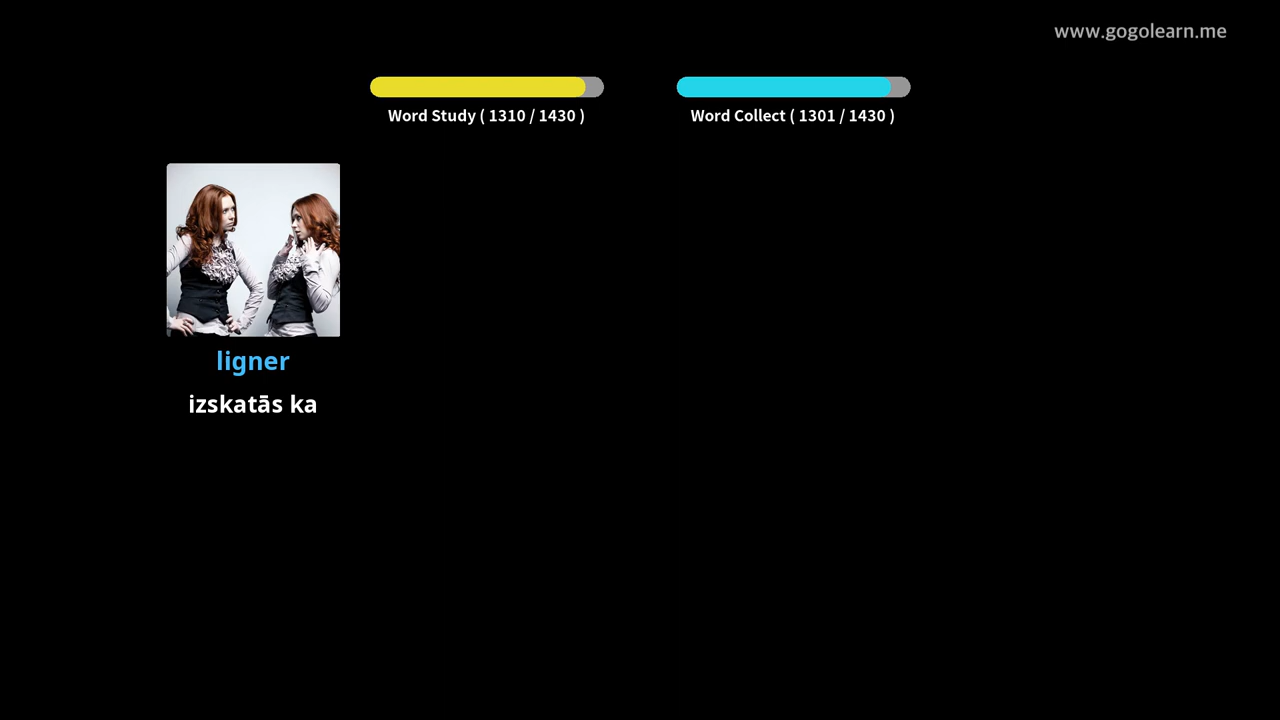 www.gogolearn.me
Word Study ( 1310 / 1430 )
Word Collect ( 1301 / 1430 )
ligner
izskatās ka